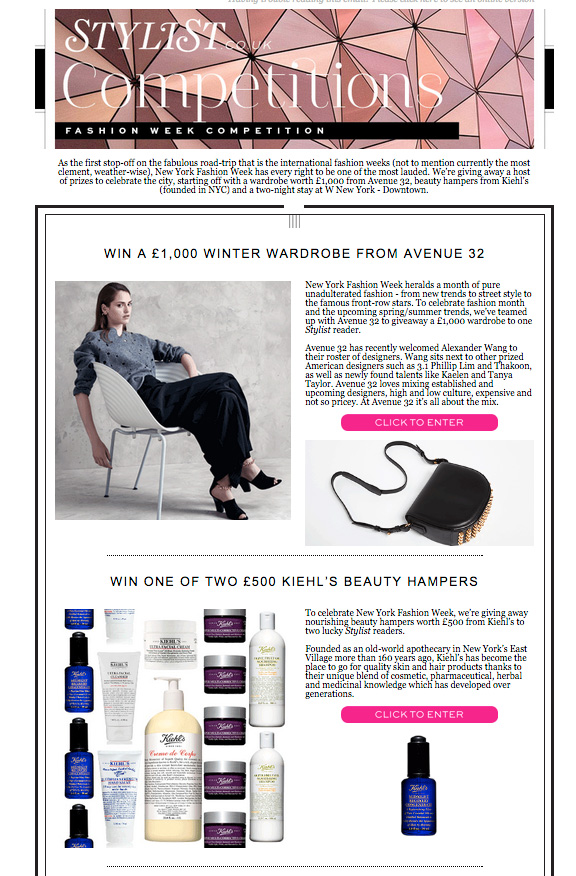 Having trouble reading this email? Please click here to see an online version
STYLIST.CO.UK
Competitions
FASHION WEEK COMPETITION
As the first stop-off on the fabulous road-trip that is the international fashion weeks (not to mention currently the most
clement, weather-wise), New York Fashion Week has every right to be one of the most lauded. We're giving away a host
of prizes to celebrate the city, starting off with a wardrobe worth £1,000 from Avenue 32, beauty hampers from Kiehl's
(founded in NYC) and a two-night stay at W New York - Downtown.
WIN A £1,000 WINTER WARDROBE FROM AVENUE 32
New York Fashion Week heralds a month of pure
unadulterated fashion - from new trends to street style to
the famous front-row stars. To celebrate fashion month
and the upcoming spring/summer trends, we've teamed
up with Avenue 32 to giveaway a £1,000 wardrobe to one
Stylist reader.
Avenue 32 has recently welcomed Alexander Wang to
their roster of designers. Wang sits next to other prized
American designers such as 3.1 Phillip Lim and Thakoon,
as well as newly found talents like Kaelen and Tanya
Taylor. Avenue 32 loves mixing established and
upcoming designers, high and low culture, expensive and
not so pricey. At Avenue 32 it's all about the mix.
CLICK TO ENTER
WIN ONE OF TWO £500 KIEHL'S BEAUTY HAMPERS
To celebrate New York Fashion Week, we're giving away
nourishing beauty hampers worth £500 from Kiehl's to
two lucky Stylist readers.
Founded as an old-world apothecary in New York's East
Village more than 160 years ago, Kiehl's has become the
place to go for quality skin and hair products thanks to
their unique blend of cosmetic, pharmaceutical, herbal
and medicinal knowledge which has developed over
generations.
CLICK TO ENTER
KIEHL'S
ULTRA FACIAL CREAM
KIEHL'S
ULTRA FACIAL
CLEANSER
Kiehl's
Creme de Corps
KIEHL'S
Kiehl's
Kiehl's
Kiehl's
Kiehl's